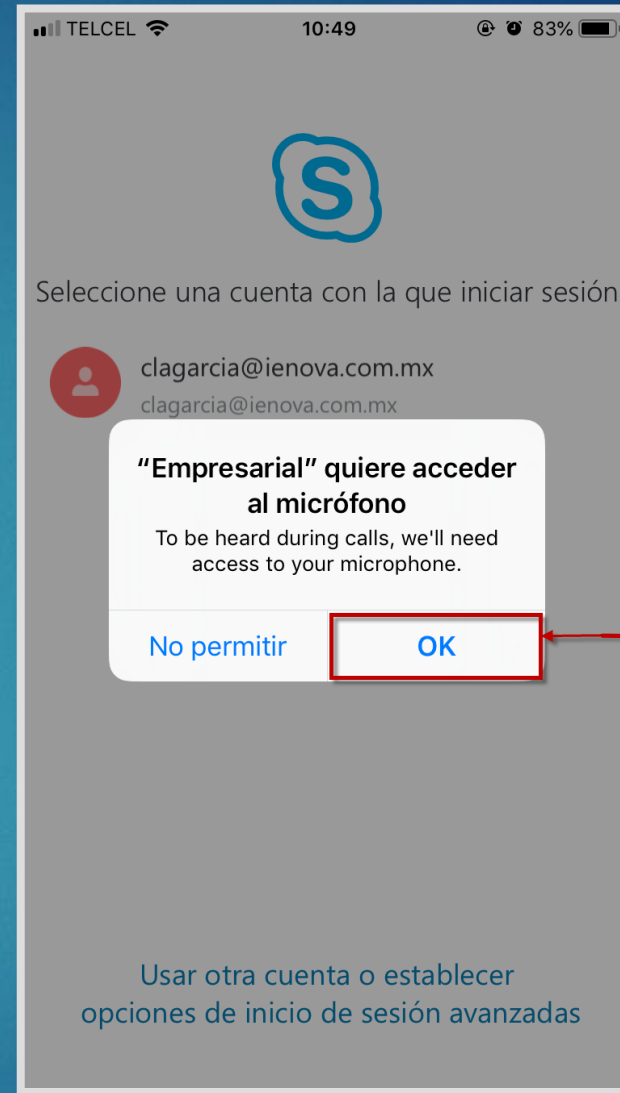 TELCEL 10:49 83%
S
Seleccione una cuenta con la que iniciar sesión
clagarcia@ienova.com.mx
clagarcia@ienova.com.mx
“Empresarial” quiere acceder
al micrófono
To be heard during calls, we'll need
access to your microphone.
No permitir OK
Usar otra cuenta o establecer
opciones de inicio de sesión avanzadas